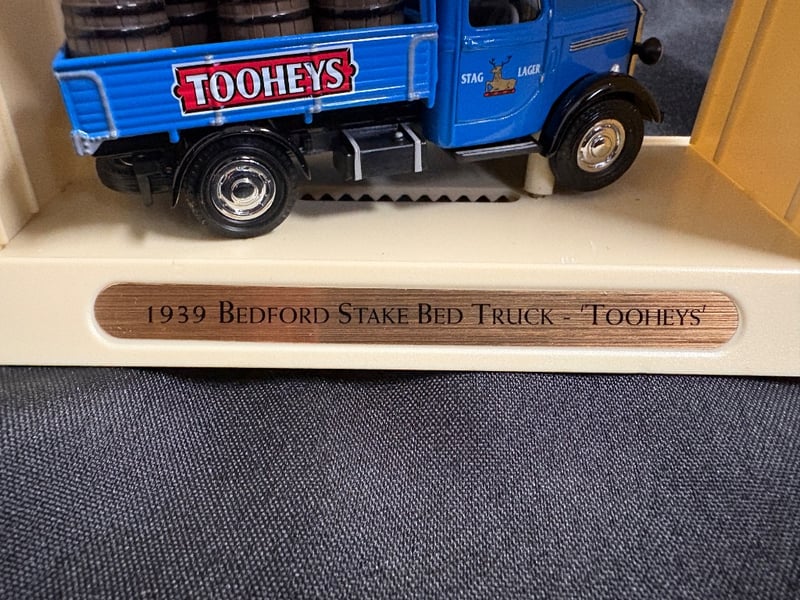 TOOHEYS
STAG LAGER
1939 BEDFORD STAKE BED TRUCK - 'TOOHEYS'